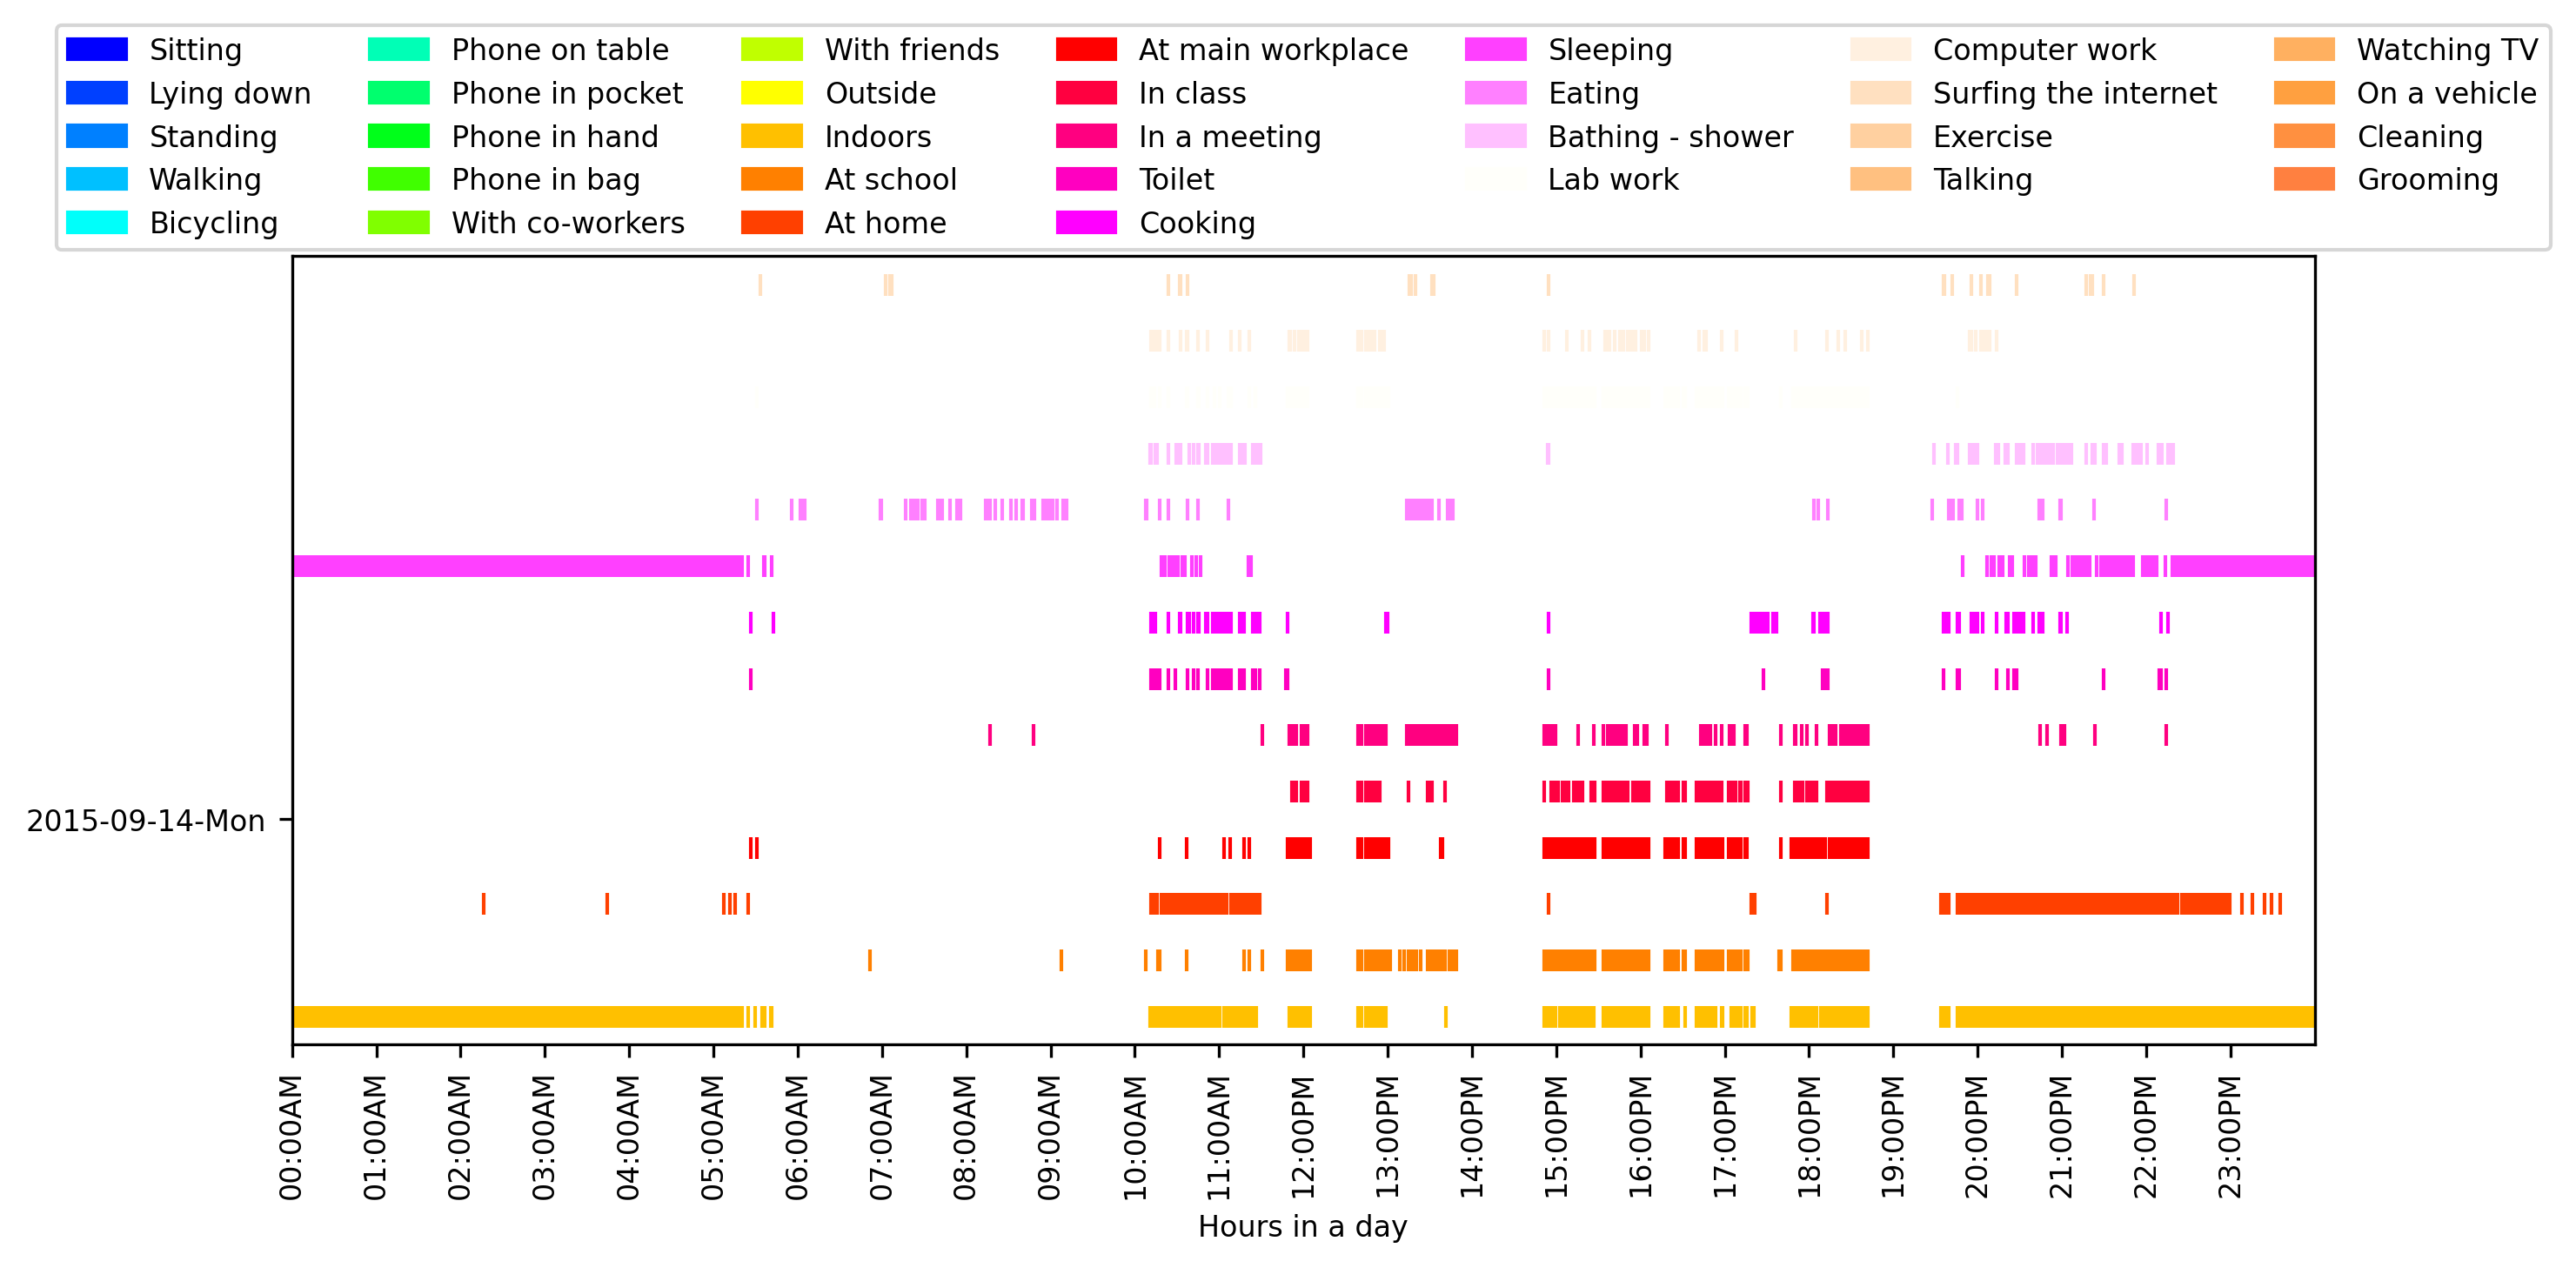 Sitting Phone on table With friends At main workplace Sleeping Computer work Watching TV
Lying down Phone in pocket Outside In class Eating Surfing the internet On a vehicle
Standing Phone in hand Indoors In a meeting Bathing - shower Exercise Cleaning
Walking Phone in bag At school Toilet Lab work Talking Grooming
Bicycling With co-workers At home Cooking
2015-09-14-Mon
00:00AM 01:00AM 02:00AM 03:00AM 04:00AM 05:00AM 06:00AM 07:00AM 08:00AM 09:00AM 10:00AM 11:00AM 12:00PM 13:00PM 14:00PM 15:00PM 16:00PM 17:00PM 18:00PM 19:00PM 20:00PM 21:00PM 22:00PM 23:00PM
Hours in a day